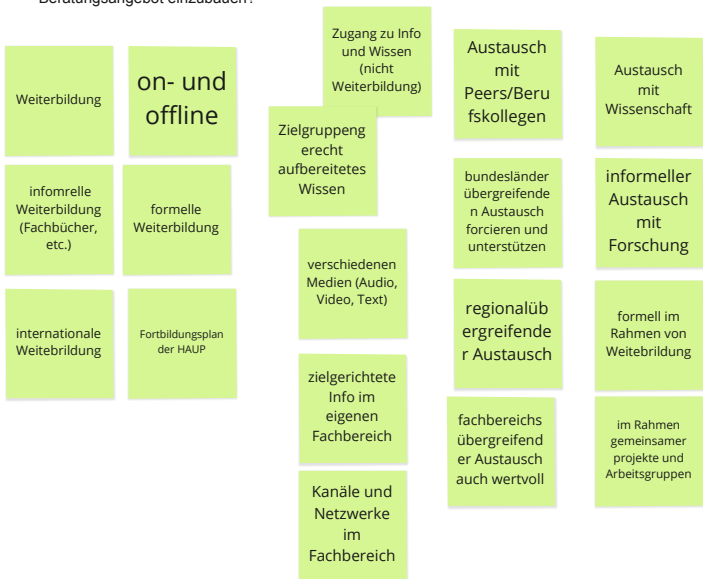 Beratungsangebot einzubauen?
Weiterbildung
on- und
offline
infomrelle
Weiterbildung
(Fachbücher,
etc.)
formelle
Weiterbildung
internationale
Weitebrildung
Fortbildungsplan
der HAUP
Zugang zu Info
und Wissen
(nicht
Weiterbildung)
Zielgruppeng
erecht
aufbereitetes
Wissen
verschiedenen
Medien (Audio,
Video, Text)
zielgerichtete
Info im
eigenen
Fachbereich
Kanäle und
Netzwerke
im
Fachbereich
Austausch
mit
Peers/Beru
fskollegen
bundesländer
übergreifende
n Austausch
forcieren und
unterstützen
regionalüb
ergreifende
r Austausch
fachbereichs
übergreifend
er Austausch
auch wertvoll
Austausch
mit
Wissenschaft
informeller
Austausch
mit
Forschung
formell im
Rahmen von
Weitebrildung
im Rahmen
gemeinsamer
projekte und
Arbeitsgruppen